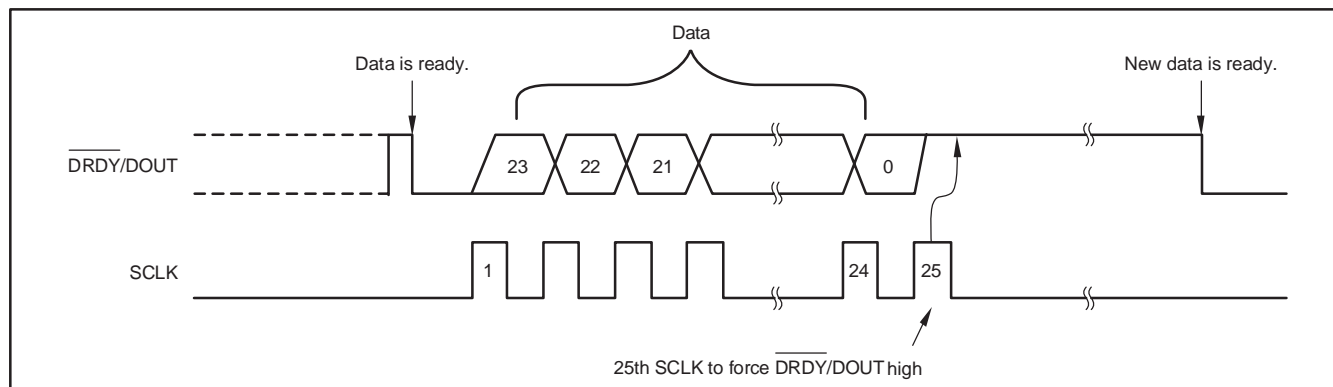 Data
Data is ready.
New data is ready.
DRDY/DOUT
23 22 21 0
SCLK
1 24 25
25th SCLK to force DRDY/DOUT high